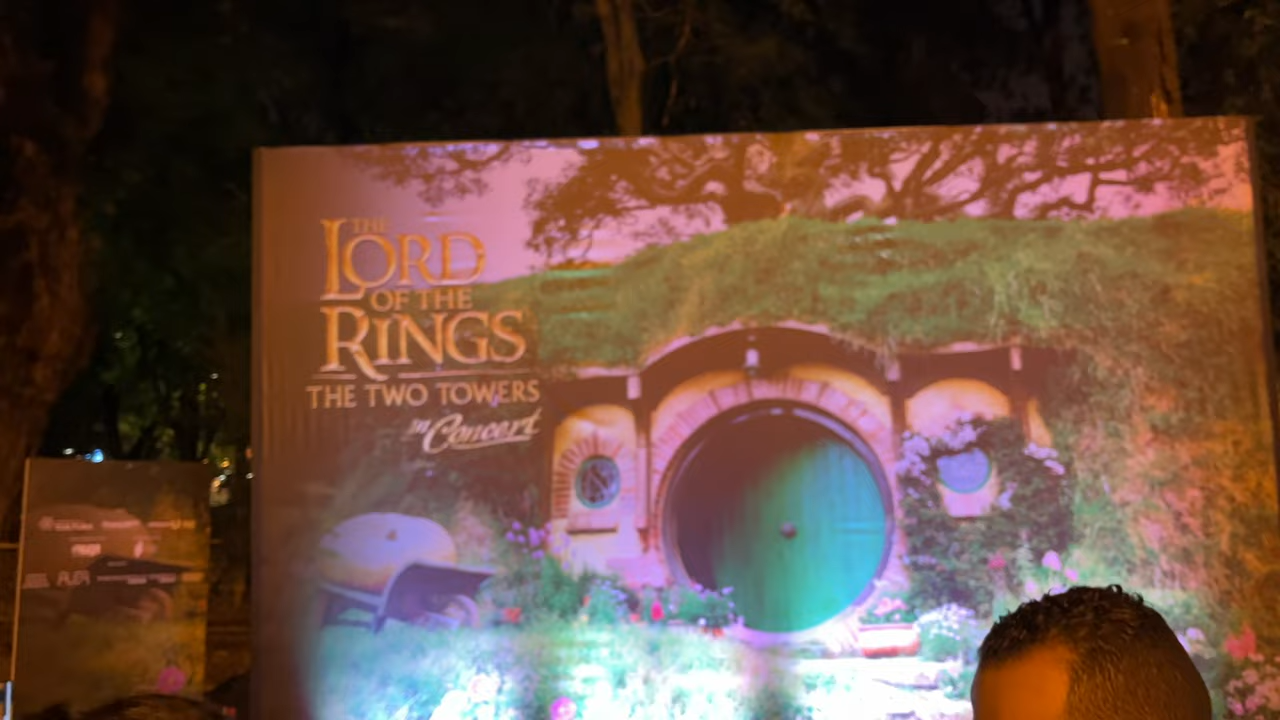 THE
LORD
OF THE
RINGS
THE TWO TOWERS
IN Concert